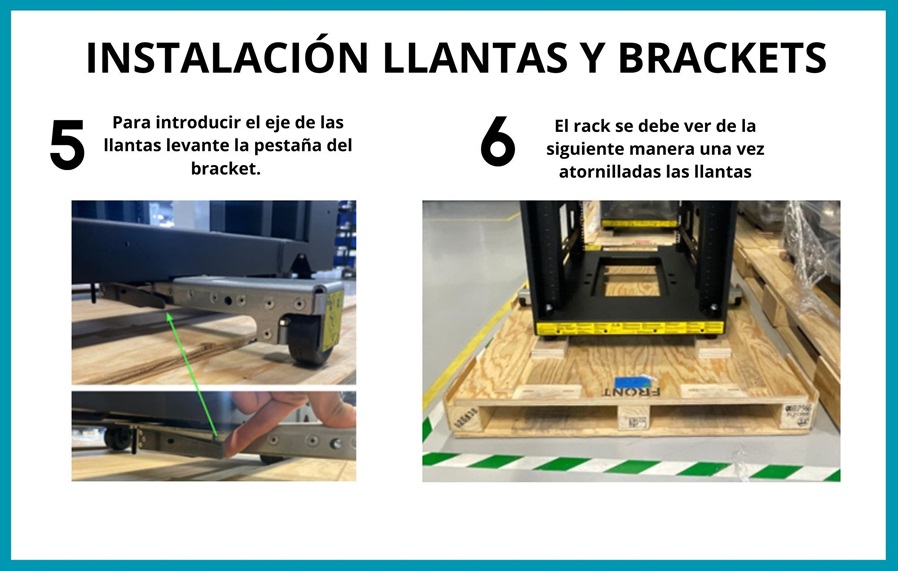 INSTALACIÓN LLANTAS Y BRACKETS
5
Para introducir el eje de las
llantas levante la pestaña del
bracket.
6
El rack se debe ver de la
siguiente manera una vez
atornilladas las llantas
FRONT